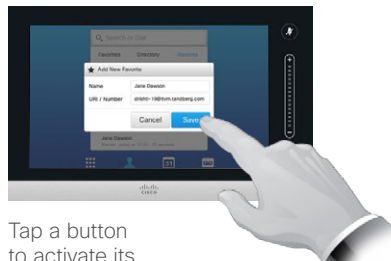 Search or Dial
Favorites Directory Recents
Add New Favorite
Name Jane Dawson
URI / Number
Cancel Save
Jane Dawson
31
CISCO
Tap a button
to activate its